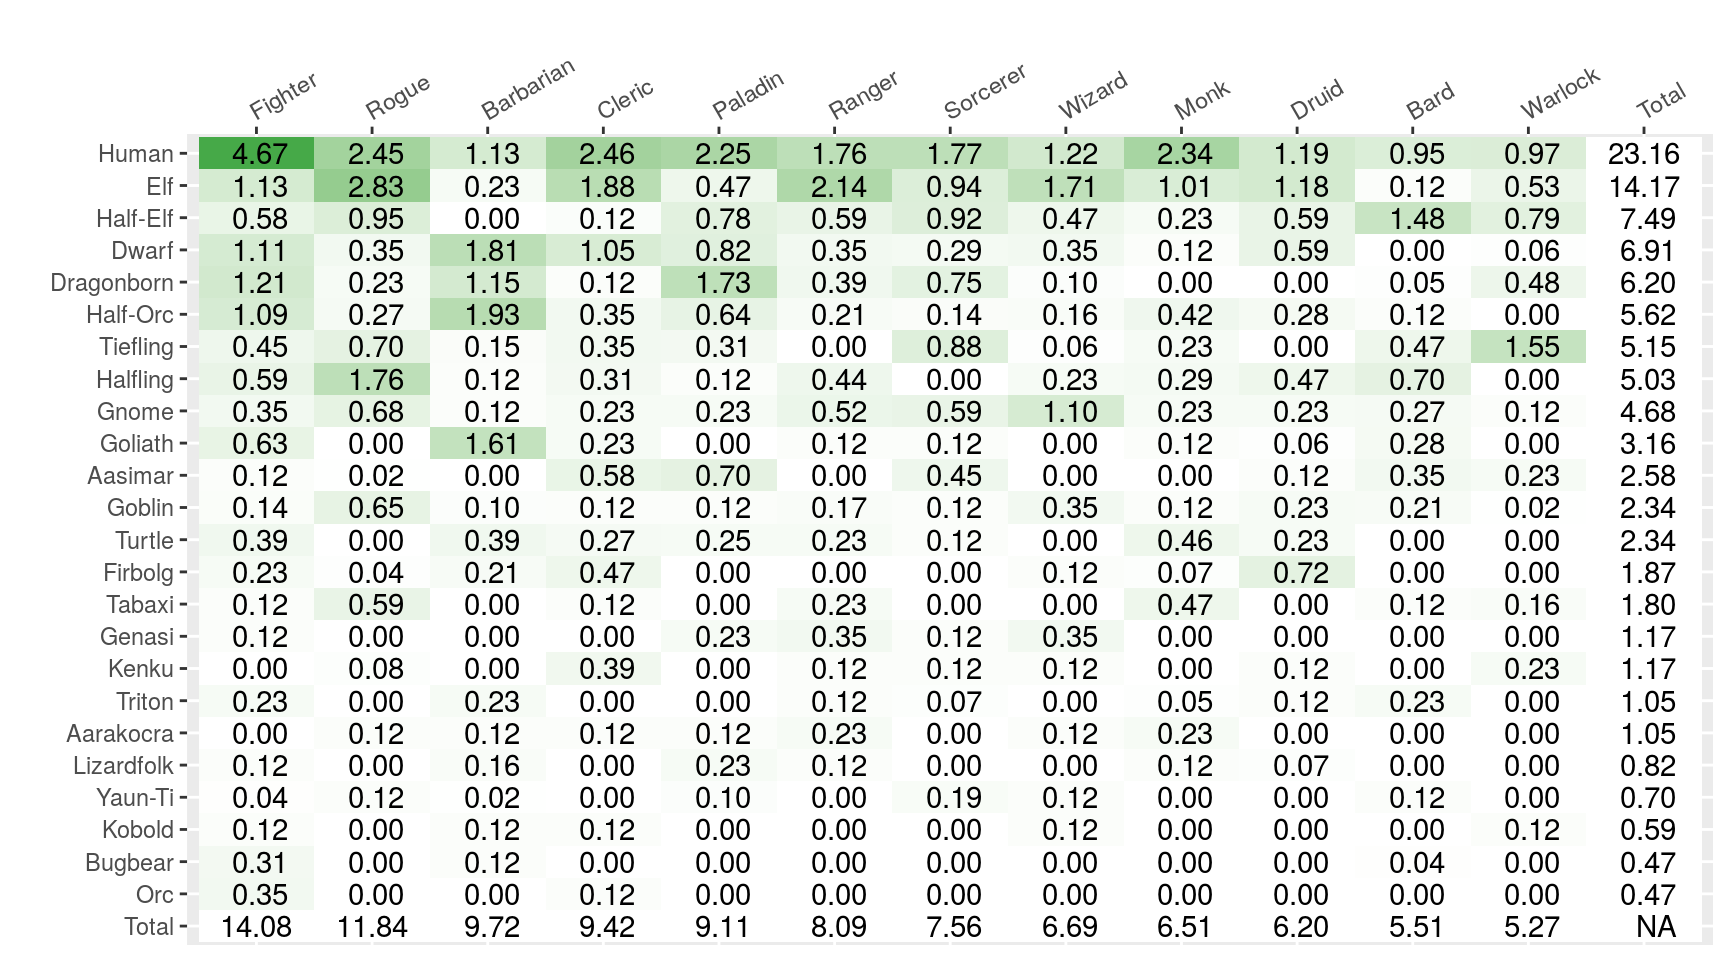 Fighter Rogue Barbarian Cleric Paladin Ranger Sorcerer Wizard Monk Druid Bard Warlock Total
Human 4.67 2.45 1.13 2.46 2.25 1.76 1.77 1.22 2.34 1.19 0.95 0.97 23.16
Elf 1.13 2.83 0.23 1.88 0.47 2.14 0.94 1.71 1.01 1.18 0.12 0.53 14.17
Half-Elf 0.58 0.95 0.00 0.12 0.78 0.59 0.92 0.47 0.23 0.59 1.48 0.79 7.49
Dwarf 1.11 0.35 1.81 1.05 0.82 0.35 0.29 0.35 0.12 0.59 0.00 0.06 6.91
Dragonborn 1.21 0.23 1.15 0.12 1.73 0.39 0.75 0.10 0.00 0.00 0.05 0.48 6.20
Half-Orc 1.09 0.27 1.93 0.35 0.64 0.21 0.14 0.16 0.42 0.28 0.12 0.00 5.62
Tiefling 0.45 0.70 0.15 0.35 0.31 0.00 0.88 0.06 0.23 0.00 0.47 1.55 5.15
Halfling 0.59 1.76 0.12 0.31 0.12 0.44 0.00 0.23 0.29 0.47 0.70 0.00 5.03
Gnome 0.35 0.68 0.12 0.23 0.23 0.52 0.59 1.10 0.23 0.23 0.27 0.12 4.68
Goliath 0.63 0.00 1.61 0.23 0.00 0.12 0.12 0.00 0.12 0.06 0.28 0.00 3.16
Aasimar 0.12 0.02 0.00 0.58 0.70 0.00 0.45 0.00 0.00 0.12 0.35 0.23 2.58
Goblin 0.14 0.65 0.10 0.12 0.12 0.17 0.12 0.35 0.12 0.23 0.21 0.02 2.34
Turtle 0.39 0.00 0.39 0.27 0.25 0.23 0.12 0.00 0.46 0.23 0.00 0.00 2.34
Firbolg 0.23 0.04 0.21 0.47 0.00 0.00 0.00 0.12 0.07 0.72 0.00 0.00 1.87
Tabaxi 0.12 0.59 0.00 0.12 0.00 0.23 0.00 0.00 0.47 0.00 0.12 0.16 1.80
Genasi 0.12 0.00 0.00 0.00 0.23 0.35 0.12 0.35 0.00 0.00 0.00 0.00 1.17
Kenku 0.00 0.08 0.00 0.39 0.00 0.12 0.12 0.12 0.00 0.12 0.00 0.23 1.17
Triton 0.23 0.00 0.23 0.00 0.00 0.12 0.07 0.00 0.05 0.12 0.23 0.00 1.05
Aarakocra 0.00 0.12 0.12 0.12 0.12 0.23 0.00 0.12 0.23 0.00 0.00 0.00 1.05
Lizardfolk 0.12 0.00 0.16 0.00 0.23 0.12 0.00 0.00 0.12 0.07 0.00 0.00 0.82
Yaun-Ti 0.04 0.12 0.02 0.00 0.10 0.00 0.19 0.12 0.00 0.00 0.12 0.00 0.70
Kobold 0.12 0.00 0.12 0.12 0.00 0.00 0.00 0.12 0.00 0.00 0.00 0.12 0.59
Bugbear 0.31 0.00 0.12 0.00 0.00 0.00 0.00 0.00 0.00 0.00 0.04 0.00 0.47
Orc 0.35 0.00 0.00 0.12 0.00 0.00 0.00 0.00 0.00 0.00 0.00 0.00 0.47
Total 14.08 11.84 9.72 9.42 9.11 8.09 7.56 6.69 6.51 6.20 5.51 5.27 NA